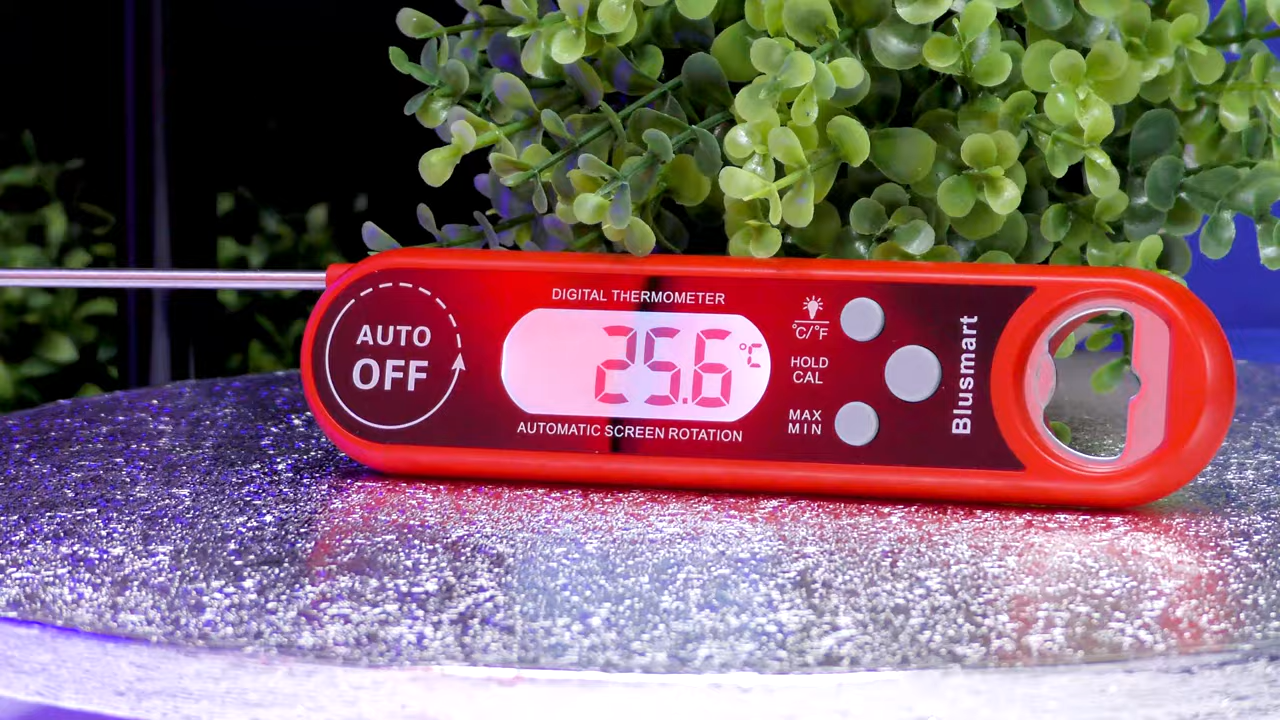 AUTO
OFF
DIGITAL THERMOMETER
25.6 °C
AUTOMATIC SCREEN ROTATION
°C/°F
HOLD
CAL
MAX
MIN
Blusmart